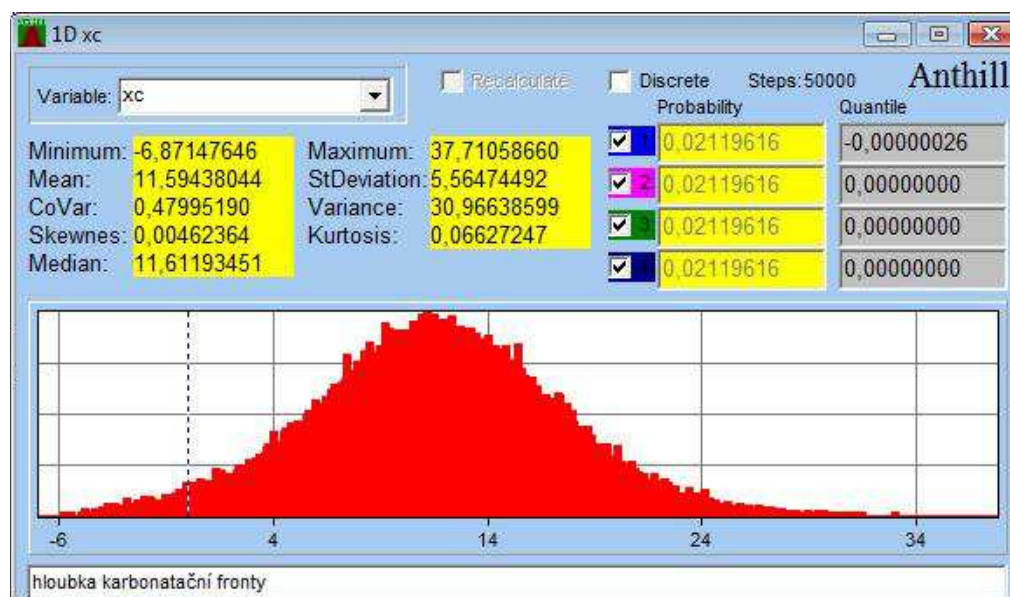 1D xc
Variable: xc
Recalculate
Discrete Steps: 50000 Anthill
Probability Quantile
Minimum: -6,87147646 Maximum: 37,71058660
Mean: 11,59438044 StDeviation: 5,56474492
CoVar: 0,47995190 Variance: 30,96638599
Skewnes: 0,00462364 Kurtosis: 0,06627247
Median: 11,61193451
1 0,02119616 -0,00000026
2 0,02119616 0,00000000
3 0,02119616 0,00000000
0,02119616 0,00000000
-6 4 14 24 34
hloubka karbonatační fronty